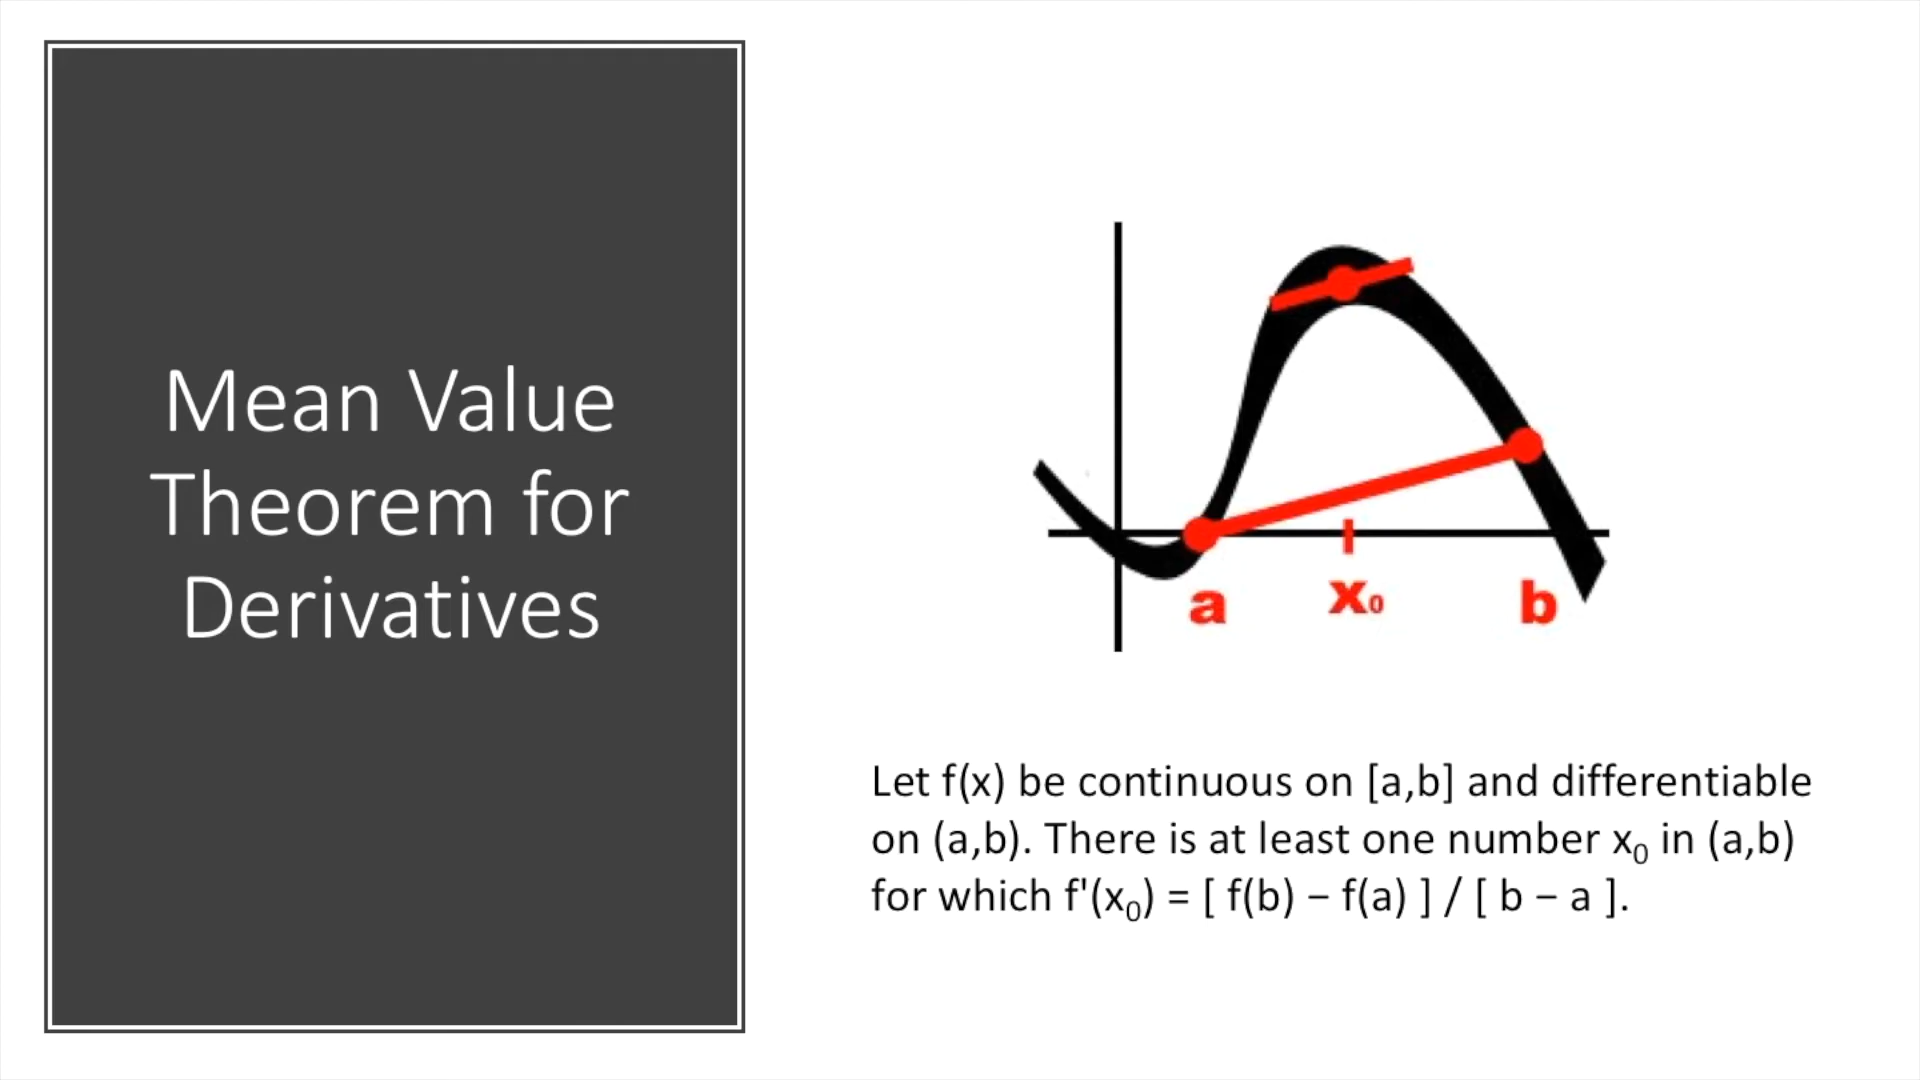 Mean Value
Theorem for
Derivatives
a
x₀
b
Let f(x) be continuous on [a,b] and differentiable
on (a,b). There is at least one number x₀ in (a,b)
for which f'(x₀) = [ f(b) − f(a) ] / [ b − a ].